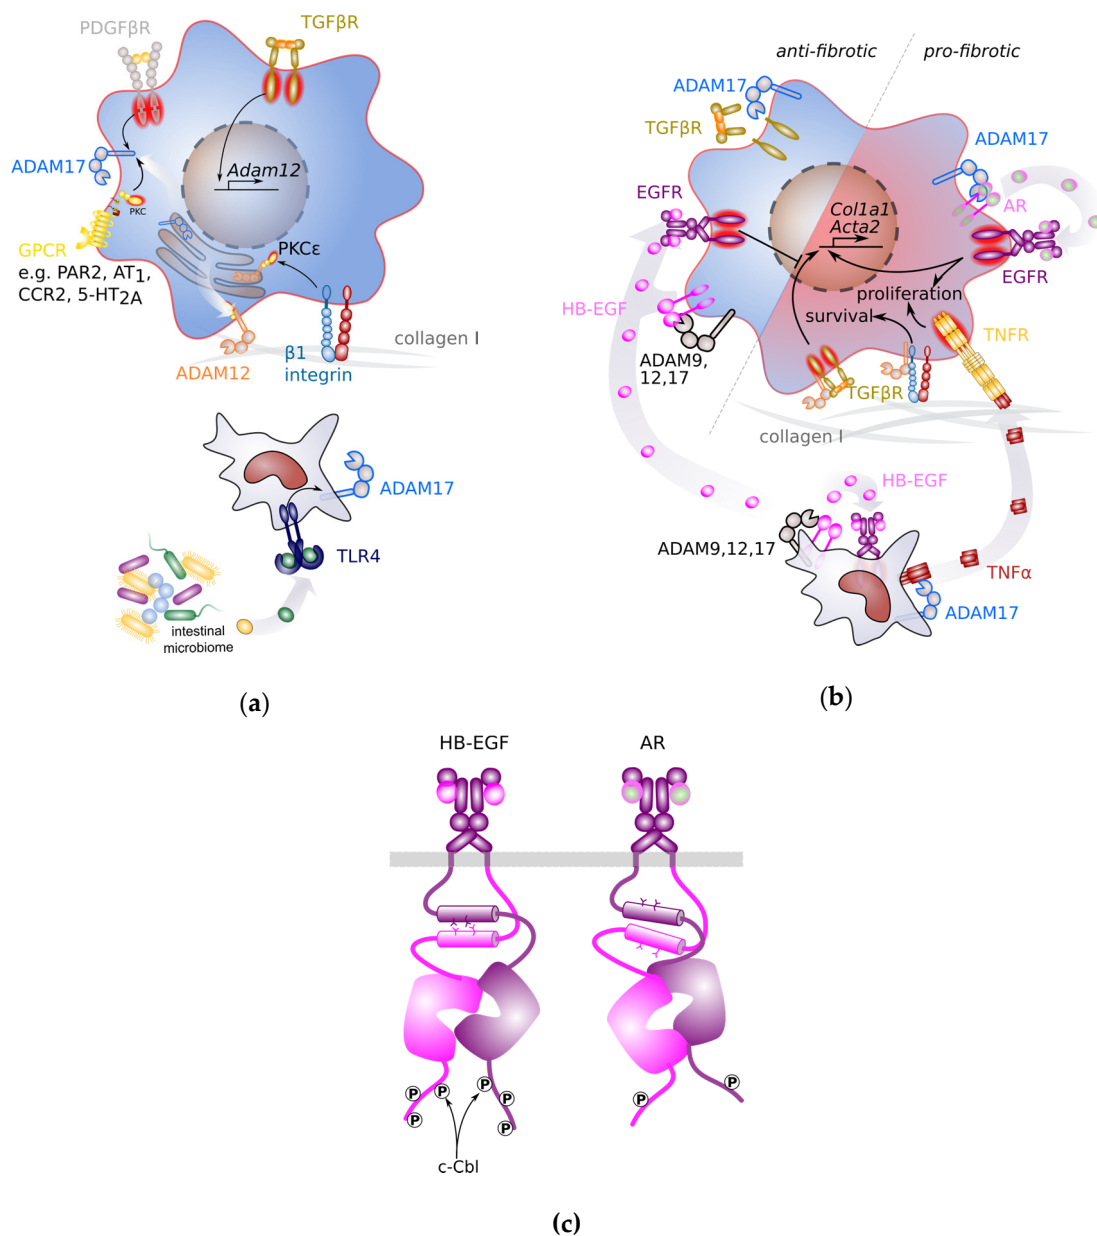 PDGFβR
TGFβR
ADAM17
Adam12
PKC
GPCR
e.g. PAR2, AT1,
CCR2, 5-HT2A
PKCε
collagen I
β1
integrin
ADAM12
ADAM17
TLR4
intestinal
microbiome
(a)
anti-fibrotic
pro-fibrotic
ADAM17
TGFβR
ADAM17
EGFR
AR
Col1a1
Acta2
EGFR
HB-EGF
proliferation
survival
TNFR
ADAM9,
12,17
TGFβR
collagen I
HB-EGF
ADAM9,12,17
TNFα
ADAM17
(b)
HB-EGF
AR
P
P
P
P
P
P
P
P
c-Cbl
(c)